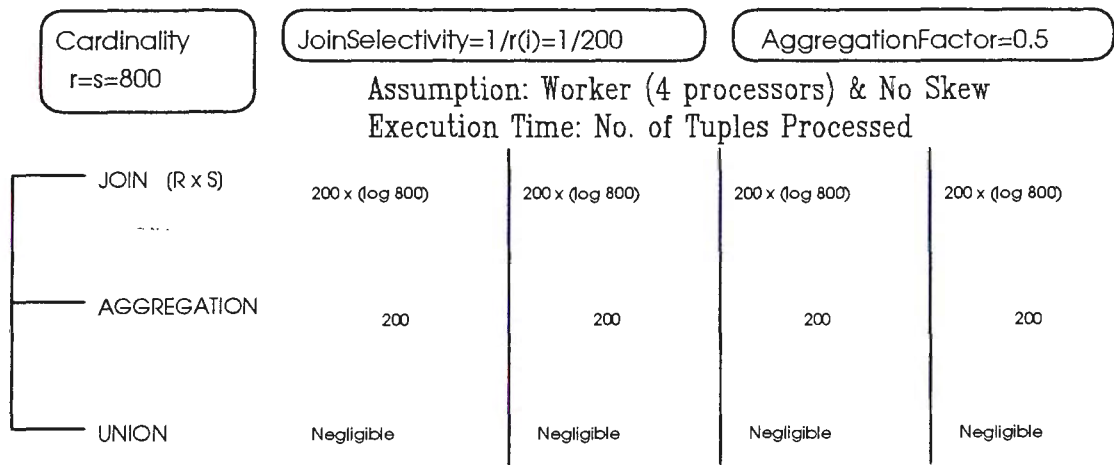 Cardinality
r=s=800
JoinSelectivity=1/r(i)=1/200
AggregationFactor=0.5
Assumption: Worker (4 processors) & No Skew
Execution Time: No. of Tuples Processed
JOIN (R x S)
200 x (log 800)
200 x (log 800)
200 x (log 800)
200 x (log 800)
AGGREGATION
200
200
200
200
UNION
Negligible
Negligible
Negligible
Negligible